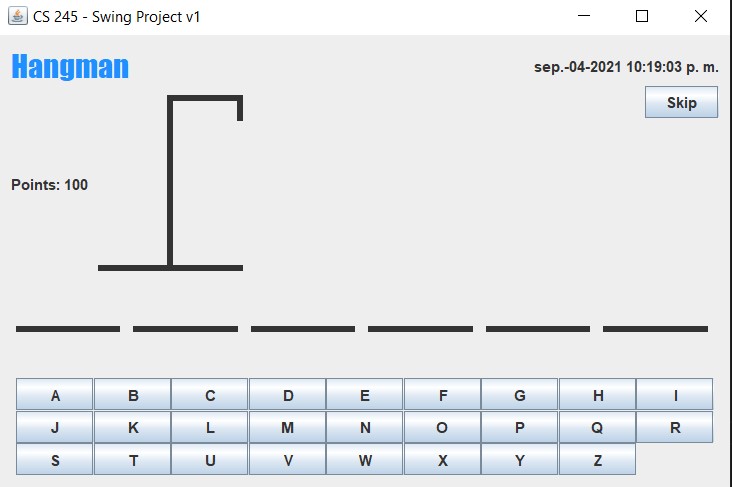 CS 245 - Swing Project v1
Hangman
sep.-04-2021 10:19:03 p. m.
Skip
Points: 100
A B C D E F G H I
J K L M N O P Q R
S T U V W X Y Z